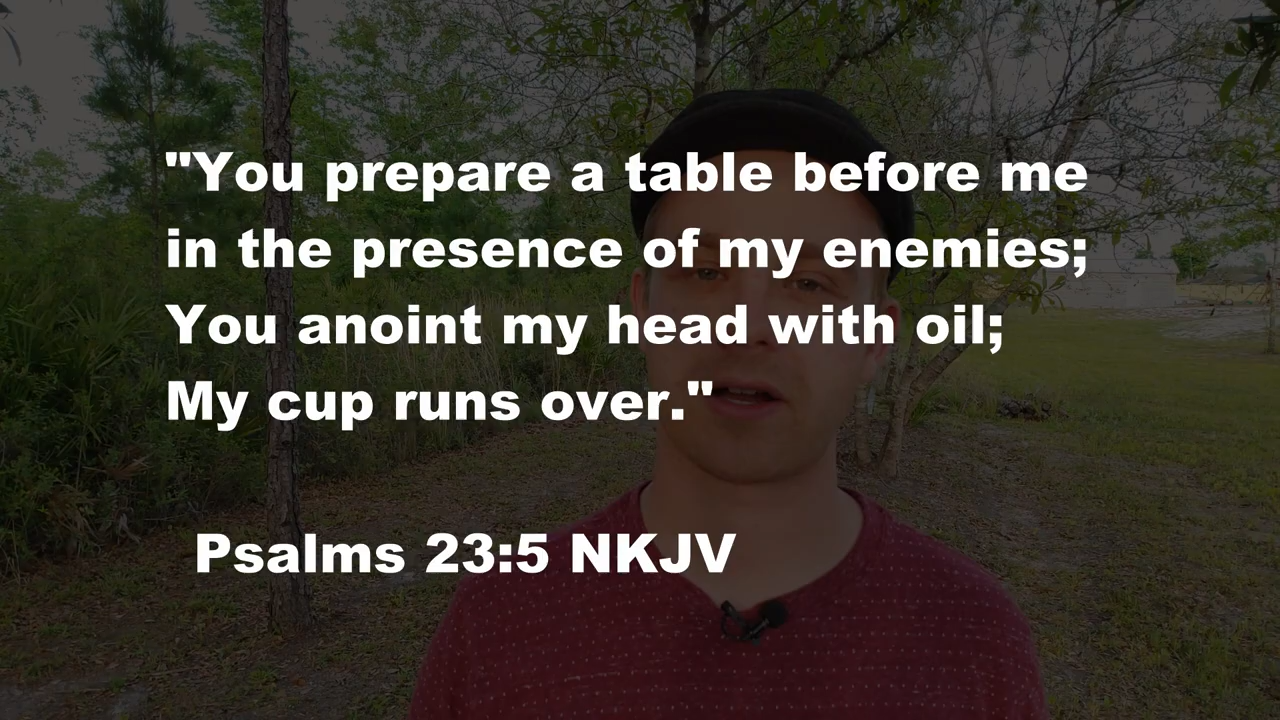 "You prepare a table before me
in the presence of my enemies;
You anoint my head with oil;
My cup runs over."
Psalms 23:5 NKJV